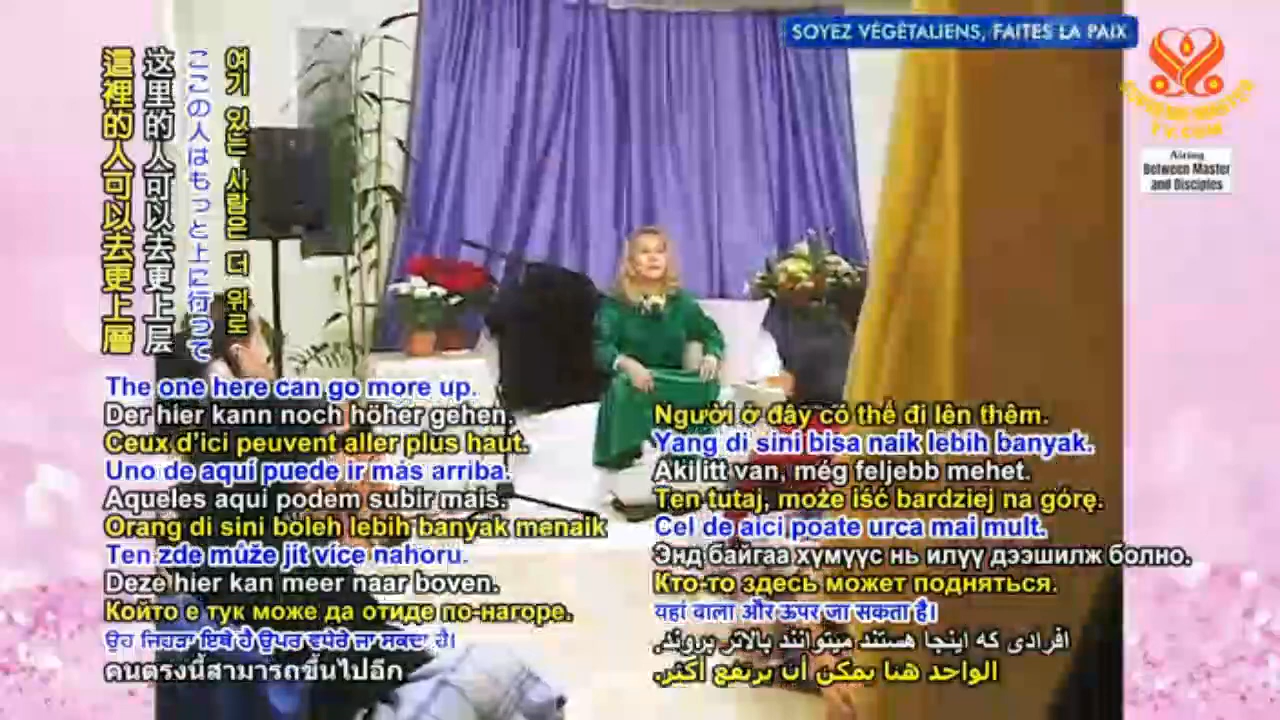 SOYEZ VÉGÉTALIENS, FAITES LA PAIX
SUPREME MASTER
TV.COM
Airing
Between Master
and Disciples
這裡的人可以去更上層
这里的人可以去更上层
ここの人はもっと上に行って
여기 있는 사람은 더 위로
The one here can go more up.
Der hier kann noch höher gehen.
Ceux d'ici peuvent aller plus haut.
Uno de aquí puede ir más arriba.
Aqueles aqui podem subir mais.
Orang di sini boleh lebih banyak menaik
Ten zde může jít více nahoru.
Deze hier kan meer naar boven.
Който е тук може да отиде по-нагоре.
ਉਹ ਜਿਹੜਾ ਇਥੇ ਹੈ ਉਪਰ ਵਧੇਰੇ ਜਾ ਸਕਦਾ ਹੈ।
คนตรงนี้สามารถขึ้นไปอีก
Người ở đây có thể đi lên thêm.
Yang di sini bisa naik lebih banyak.
Aki itt van, még feljebb mehet.
Ten tutaj, może iść bardziej na górę.
Cel de aici poate urca mai mult.
Энд байгаа хүмүүс нь илүү дээшилж болно.
Кто-то здесь может подняться.
यहां वाला और ऊपर जा सकता है।
افرادی که اینجا هستند میتوانند بالاتر بروند.
الواحد هنا يمكن أن يرتفع أكثر.